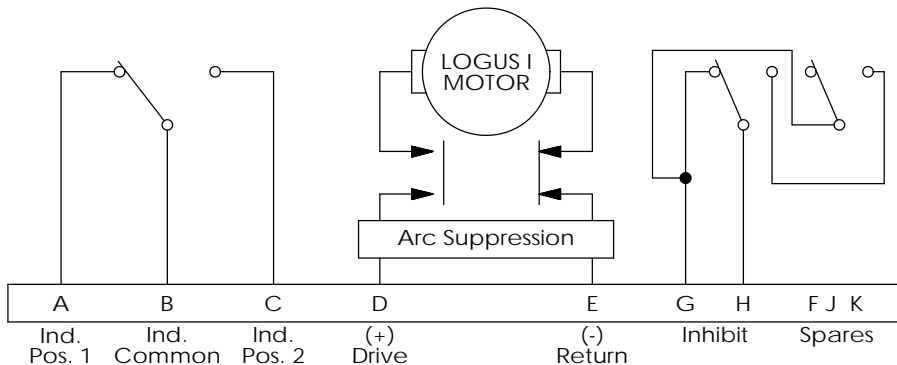 LOGUS I
MOTOR
Arc Suppression
A B C D E G H F J K
Ind. Pos. 1
Ind. Common
Ind. Pos. 2
(+) Drive
(-) Return
Inhibit
Spares